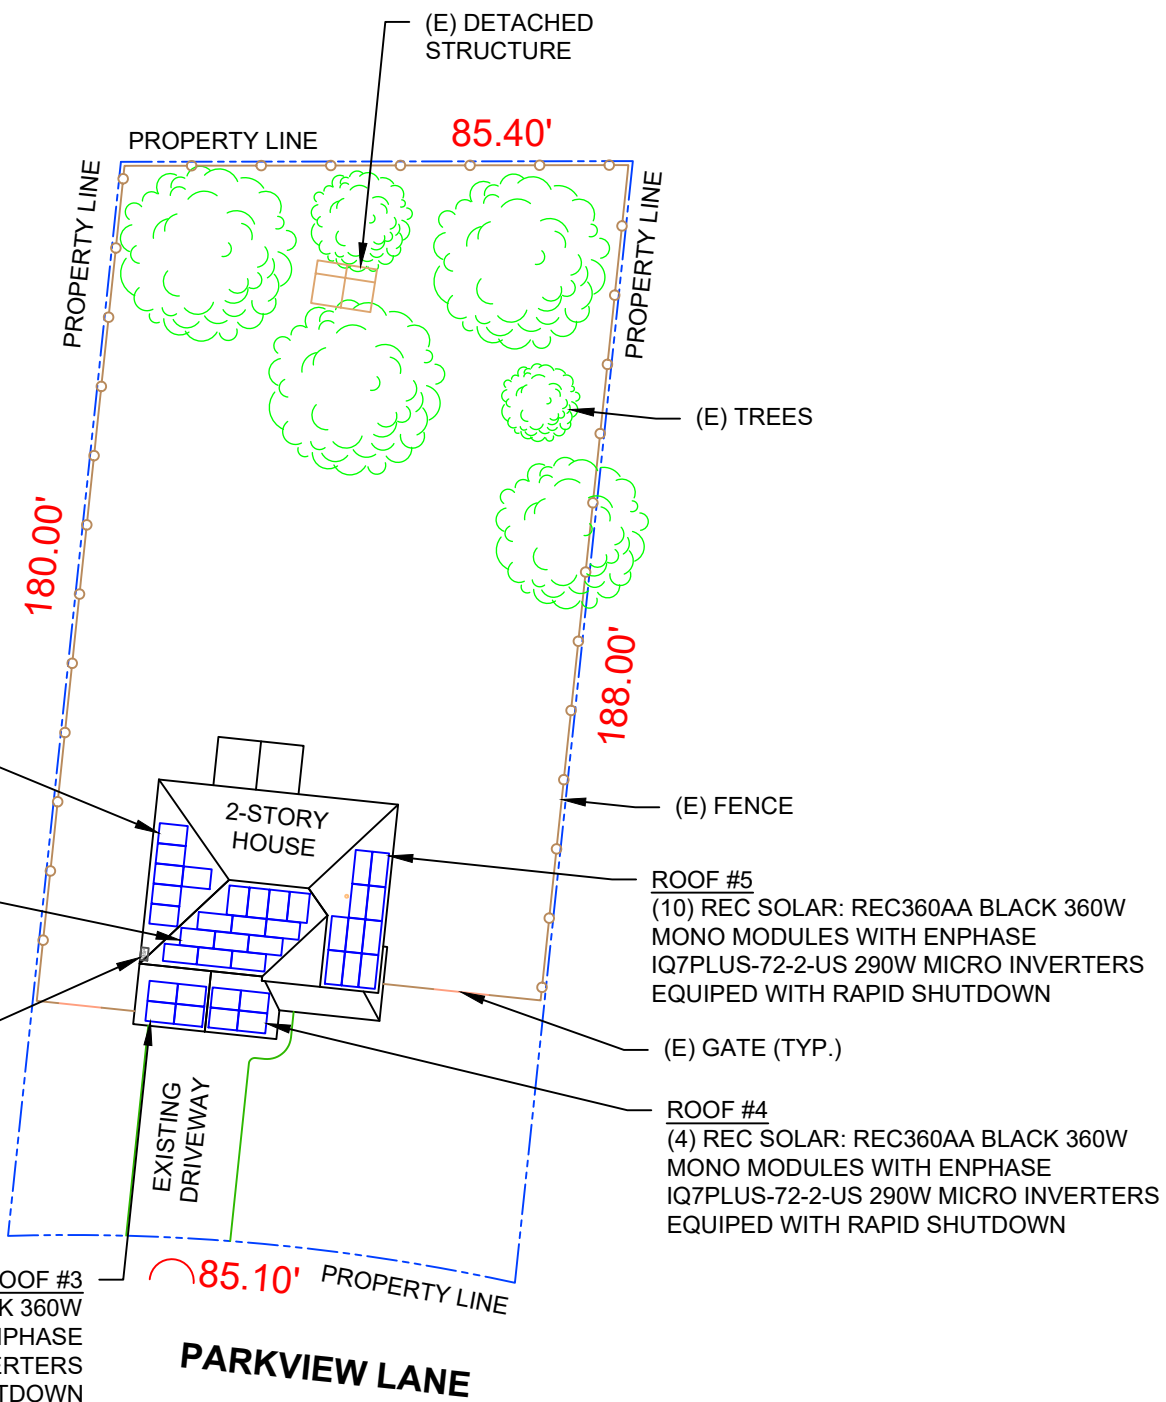 (E) DETACHED
STRUCTURE
PROPERTY LINE
85.40'
PROPERTY LINE
PROPERTY LINE
(E) TREES
180.00'
188.00'
(E) FENCE
2-STORY
HOUSE
ROOF #5
(10) REC SOLAR: REC360AA BLACK 360W
MONO MODULES WITH ENPHASE
IQ7PLUS-72-2-US 290W MICRO INVERTERS
EQUIPED WITH RAPID SHUTDOWN
(E) GATE (TYP.)
ROOF #4
(4) REC SOLAR: REC360AA BLACK 360W
MONO MODULES WITH ENPHASE
IQ7PLUS-72-2-US 290W MICRO INVERTERS
EQUIPED WITH RAPID SHUTDOWN
EXISTING
DRIVEWAY
85.10'
PROPERTY LINE
#3
360W
PARKVIEW LANE